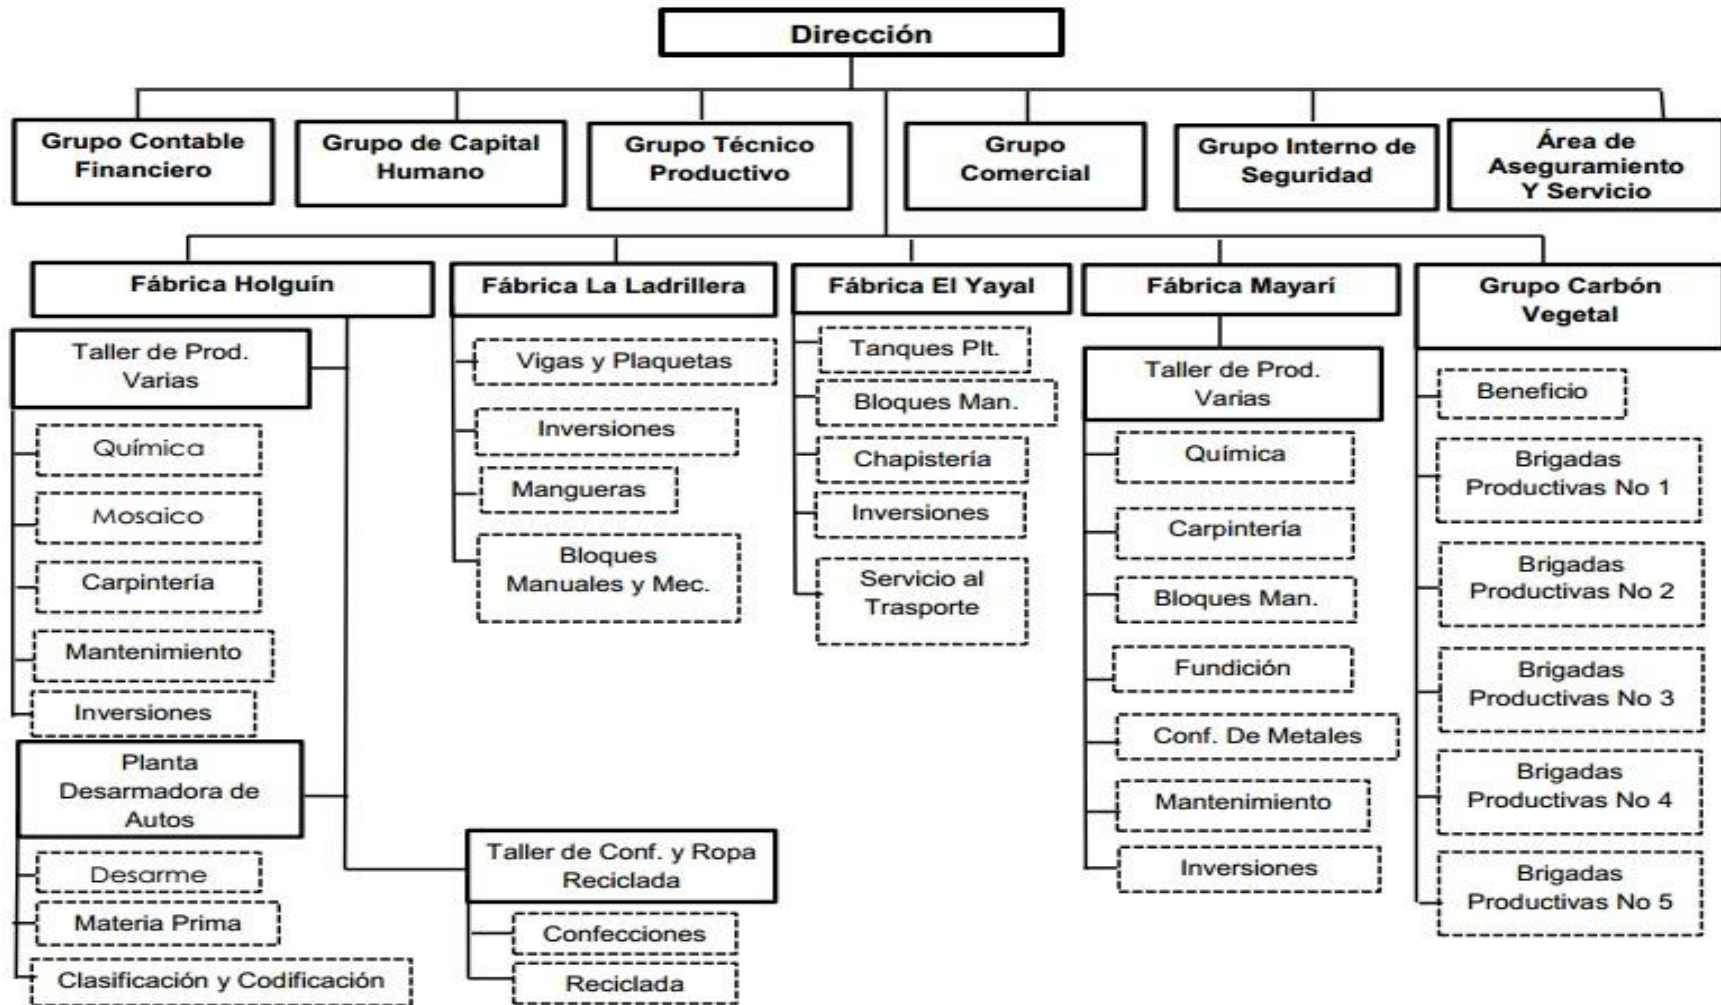 Dirección
Grupo Contable
Financiero
Grupo de Capital
Humano
Grupo Técnico
Productivo
Grupo
Comercial
Grupo Interno de
Seguridad
Área de
Aseguramiento
Y Servicio
Fábrica Holguín
Taller de Prod.
Varias
Química
Mosaico
Carpintería
Mantenimiento
Inversiones
Planta
Desarmadora de
Autos
Desarme
Materia Prima
Clasificación y Codificación
Taller de Conf. y Ropa
Reciclada
Confecciones
Reciclada
Fábrica La Ladrillera
Vigas y Plaquetas
Inversiones
Mangueras
Bloques
Manuales y Mec.
Fábrica El Yayal
Tanques Plt.
Bloques Man.
Chapistería
Inversiones
Servicio al
Trasporte
Fábrica Mayarí
Taller de Prod.
Varias
Química
Carpintería
Bloques Man.
Fundición
Conf. De Metales
Mantenimiento
Inversiones
Grupo Carbón
Vegetal
Beneficio
Brigadas
Productivas No 1
Brigadas
Productivas No 2
Brigadas
Productivas No 3
Brigadas
Productivas No 4
Brigadas
Productivas No 5